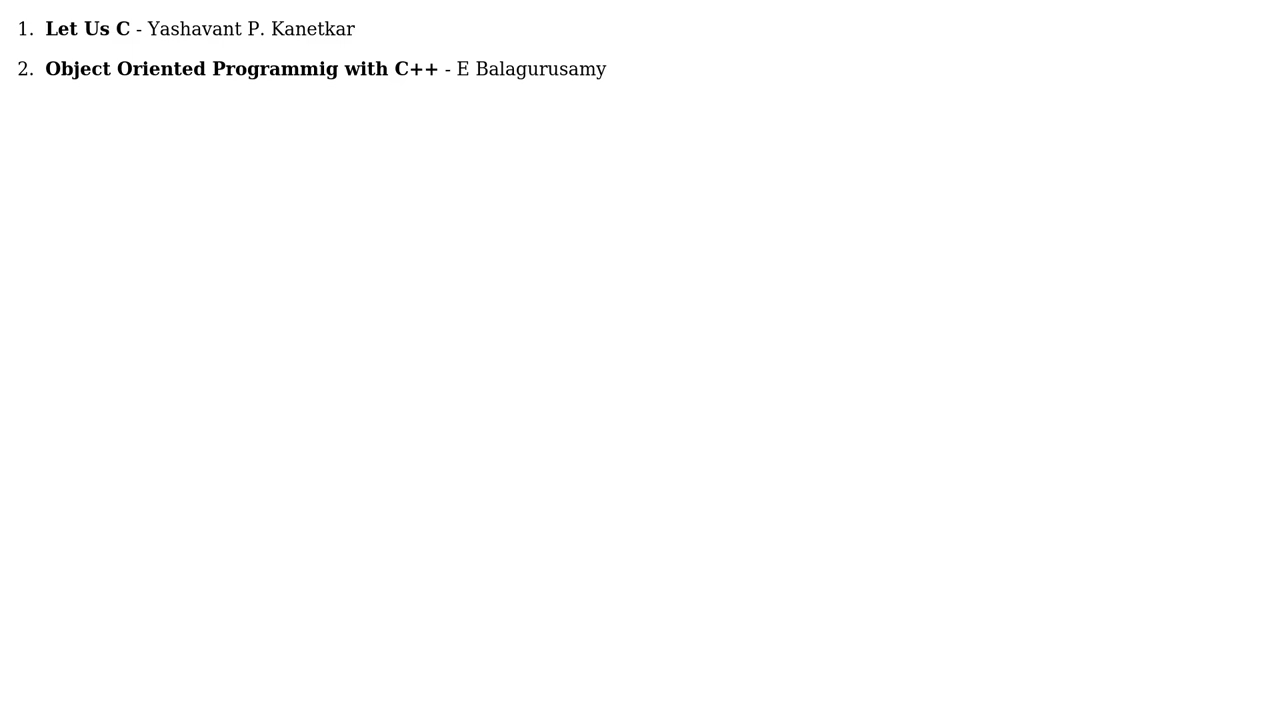 1. Let Us C - Yashavant P. Kanetkar
2. Object Oriented Programmig with C++ - E Balagurusamy